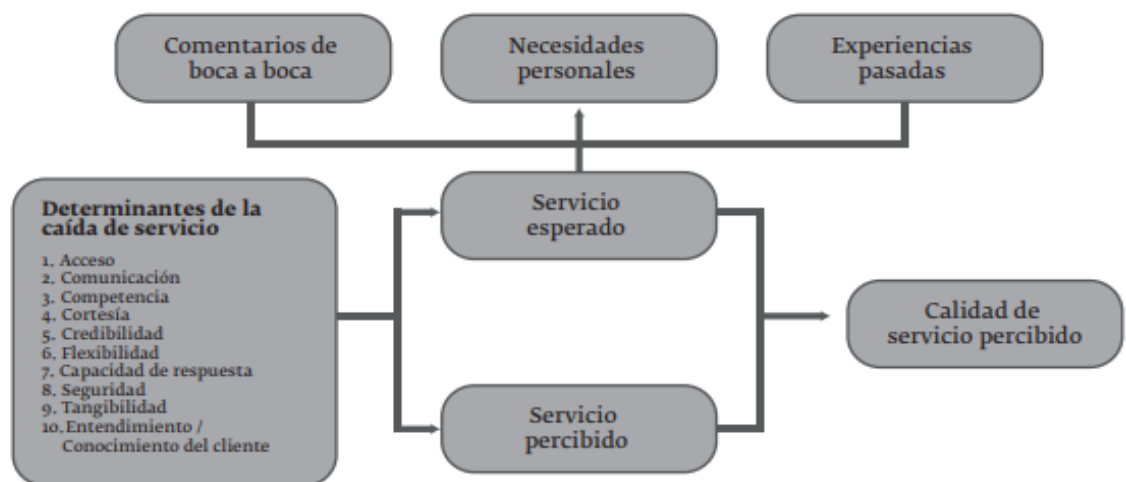 Comentarios de
boca a boca
Necesidades
personales
Experiencias
pasadas
Determinantes de la
caída de servicio
1. Acceso
2. Comunicación
3. Competencia
4. Cortesía
5. Credibilidad
6. Flexibilidad
7. Capacidad de respuesta
8. Seguridad
9. Tangibilidad
10.Entendimiento /
Conocimiento del cliente
Servicio
esperado
Servicio
percibido
Calidad de
servicio percibido